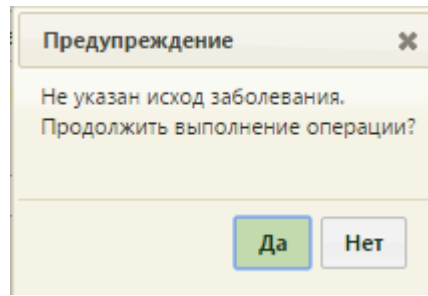 Предупреждение
Не указан исход заболевания.
Продолжить выполнение операции?
Да
Нет